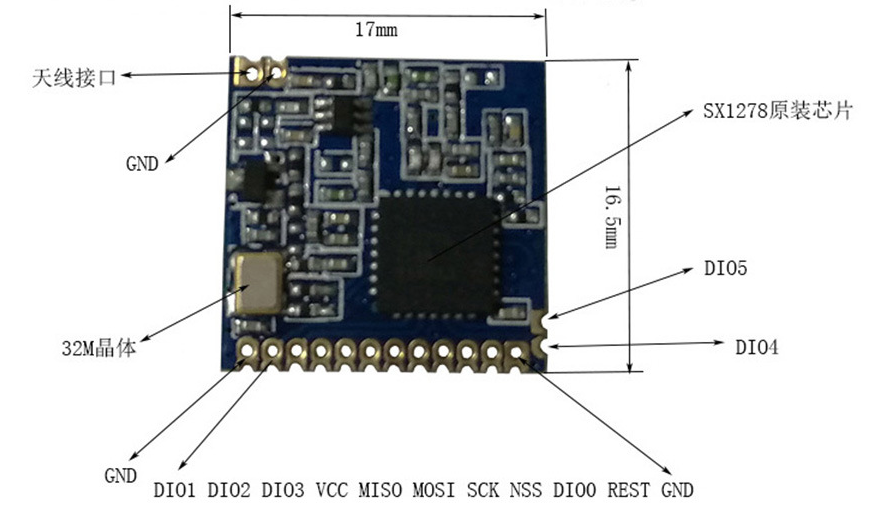 17mm
天线接口
SX1278原装芯片
GND
16.5mm
DIO5
32M晶体
DIO4
GND
DIO1 DIO2 DIO3 VCC MISO MOSI SCK NSS DIO0 REST GND